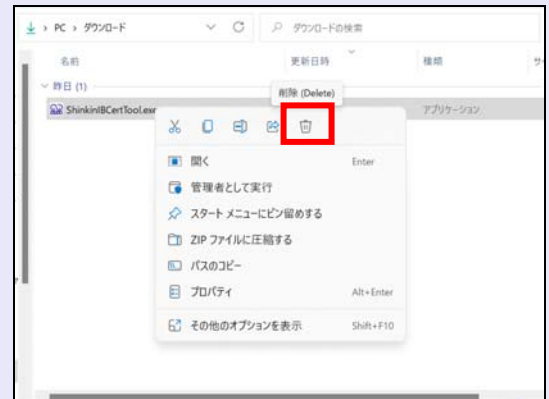 PC › ダウンロード
ダウンロードの検索
名前 更新日時 種類
昨日 (1)
削除 (Delete)
ShinkinIBCertTool.exe アプリケーション
開く Enter
管理者として実行
スタート メニューにピン留めする
ZIP ファイルに圧縮する
パスのコピー
プロパティ Alt+Enter
その他のオプションを表示 Shift+F10